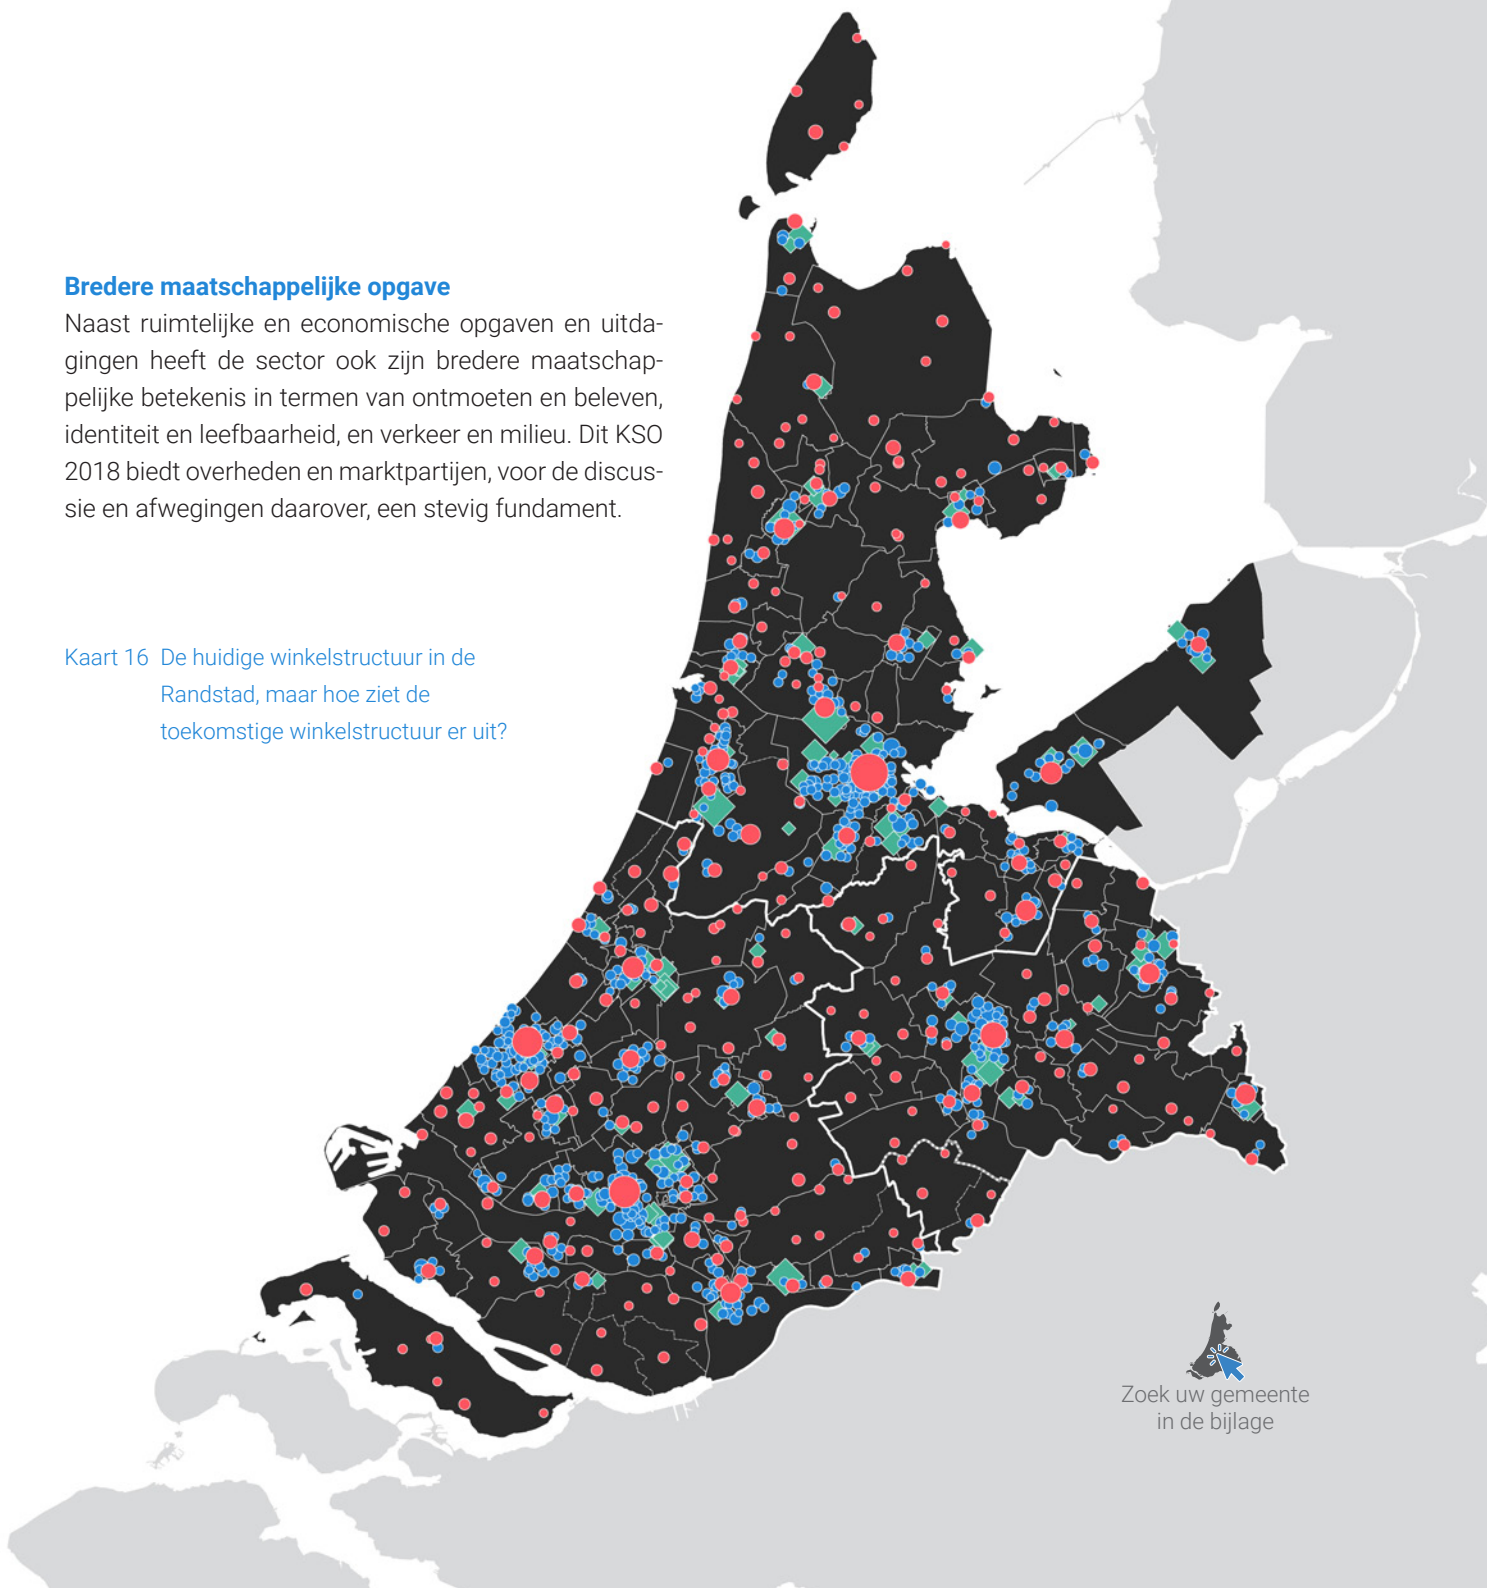 Bredere maatschappelijke opgave
Naast ruimtelijke en economische opgaven en uitda-
gingen heeft de sector ook zijn bredere maatschap-
pelijke betekenis in termen van ontmoeten en beleven,
identiteit en leefbaarheid, en verkeer en milieu. Dit KSO
2018 biedt overheden en marktpartijen, voor de discus-
sie en afwegingen daarover, een stevig fundament.
Kaart 16 De huidige winkelstructuur in de
Randstad, maar hoe ziet de
toekomstige winkelstructuur er uit?
Zoek uw gemeente
in de bijlage